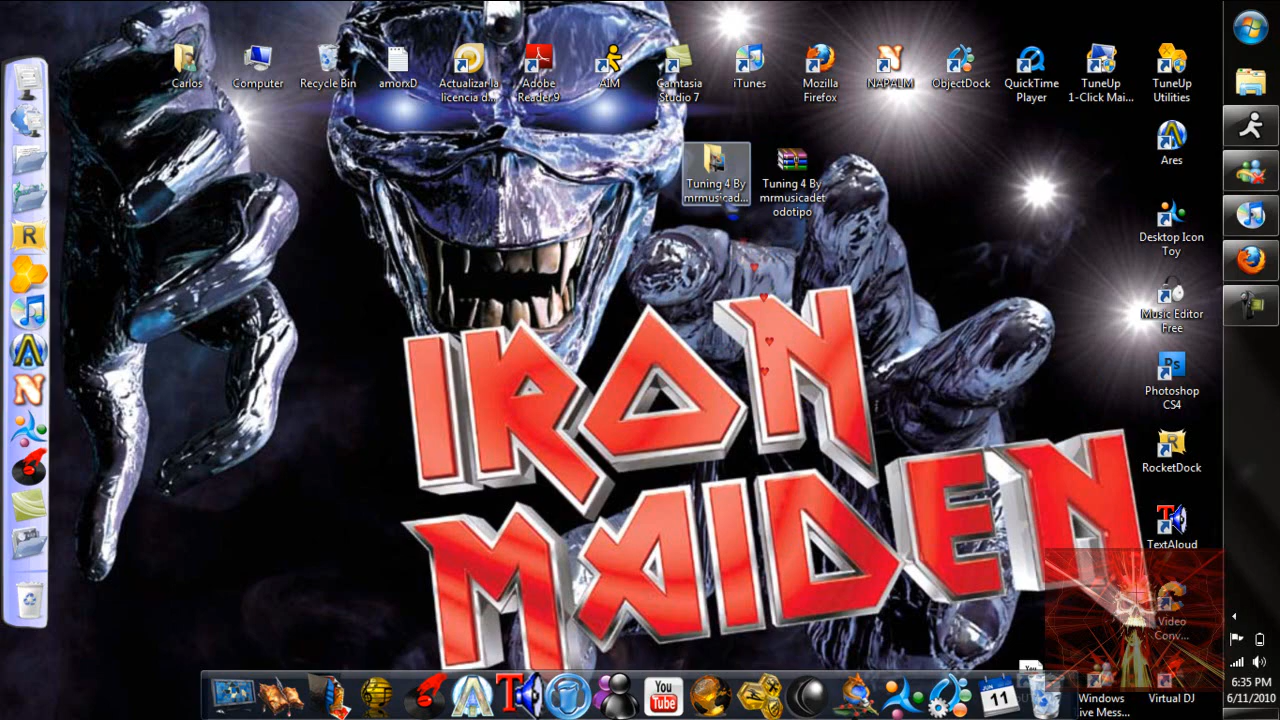 Carlos
Computer
Recycle Bin
amorxD
Actualizar la
licencia d...
Adobe
Reader 9
AIM
Camtasia
Studio 7
iTunes
Mozilla
Firefox
NAPALM
ObjectDock
QuickTime
Player
TuneUp
1-Click Mai...
TuneUp
Utilities
Tuning 4 By
mrmusicad...
Tuning 4 By
mrmusicadet
odotipo
Ares
Desktop Icon
Toy
Music Editor
Free
Ps
Photoshop
CS4
R
RocketDock
T
TextAloud
Video
Conv...
Windows
ive Mess...
Virtual DJ
IRON
MAIDEN
R
N
T
You
Tube
JUN
11
You
6:35 PM
6/11/2010